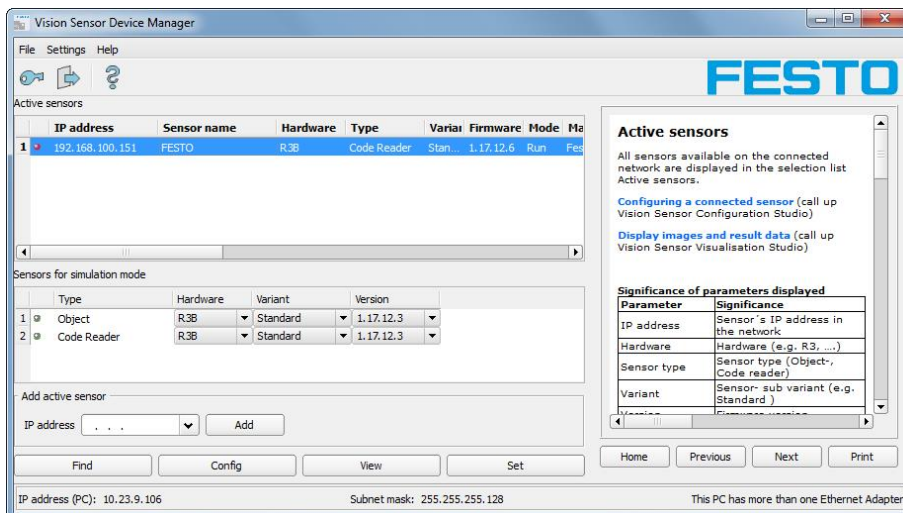 Vision Sensor Device Manager
File Settings Help
FESTO
Active sensors
IP address Sensor name Hardware Type Varian Firmware Mode Ma
1 192.168.100.151 FESTO R3B Code Reader Stan... 1.17.12.6 Run Fes
Sensors for simulation mode
Type Hardware Variant Version
1 Object R3B Standard 1.17.12.3
2 Code Reader R3B Standard 1.17.12.3
Add active sensor
IP address . . . Add
Find Config View Set
Active sensors
All sensors available on the connected
network are displayed in the selection list
Active sensors.
Configuring a connected sensor (call up
Vision Sensor Configuration Studio)
Display images and result data (call up
Vision Sensor Visualisation Studio)
Significance of parameters displayed
Parameter Significance
IP address Sensor´s IP address in
the network
Hardware Hardware (e.g. R3, ....)
Sensor type Sensor type (Object-,
Code reader)
Variant Sensor- sub variant (e.g.
Standard )
Version Firmware version
Home Previous Next Print
IP address (PC): 10.23.9.106 Subnet mask: 255.255.255.128 This PC has more than one Ethernet Adapter